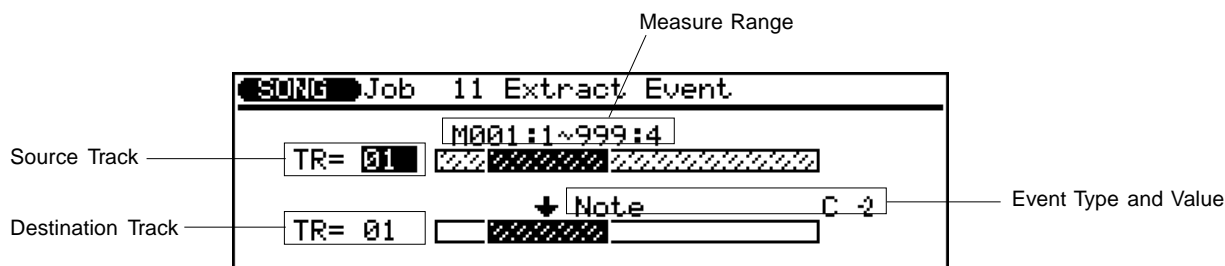 Measure Range
SONG Job 11 Extract Event
M001:1~999:4
Source Track
TR= 01
Note C -2
Event Type and Value
Destination Track
TR= 01